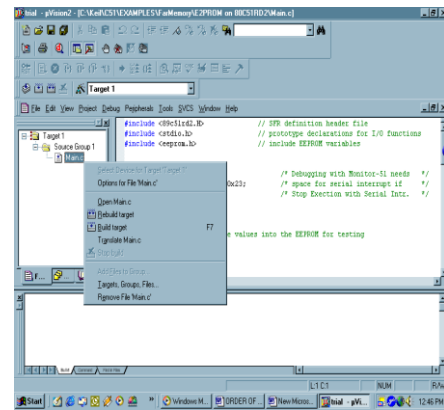 trial - µVision2 - [C:\Keil\C51\EXAMPLES\FarMemory\E2PROM on 80C51RD2\Main.c]
Target 1
File Edit View Project Debug Peripherals Tools SVCS Window Help
Target 1
Source Group 1
Main.c
#include <89c51rd2.H> // SFR definition header file
#include <stdio.h> // prototype declarations for I/O functions
#include <eeprom.h> // include EEPROM variables
/* Debugging with Monitor-51 needs */
0x23; /* space for serial interrupt if */
/* Stop Exection with Serial Intr. */
e values into the EEPROM for testing
Select Device for Target 'Target 1'
Options for File 'Main.c'
Open Main.c
Rebuild target
Build target F7
Translate Main.c
Stop build
Add Files to Group
Targets, Groups, Files...
Remove File 'Main.c'
Build
L:1 C:1 NUM R/W
Start » Windows M... ORDER OF ... New Micros... trial - µVi... 12:46 PM